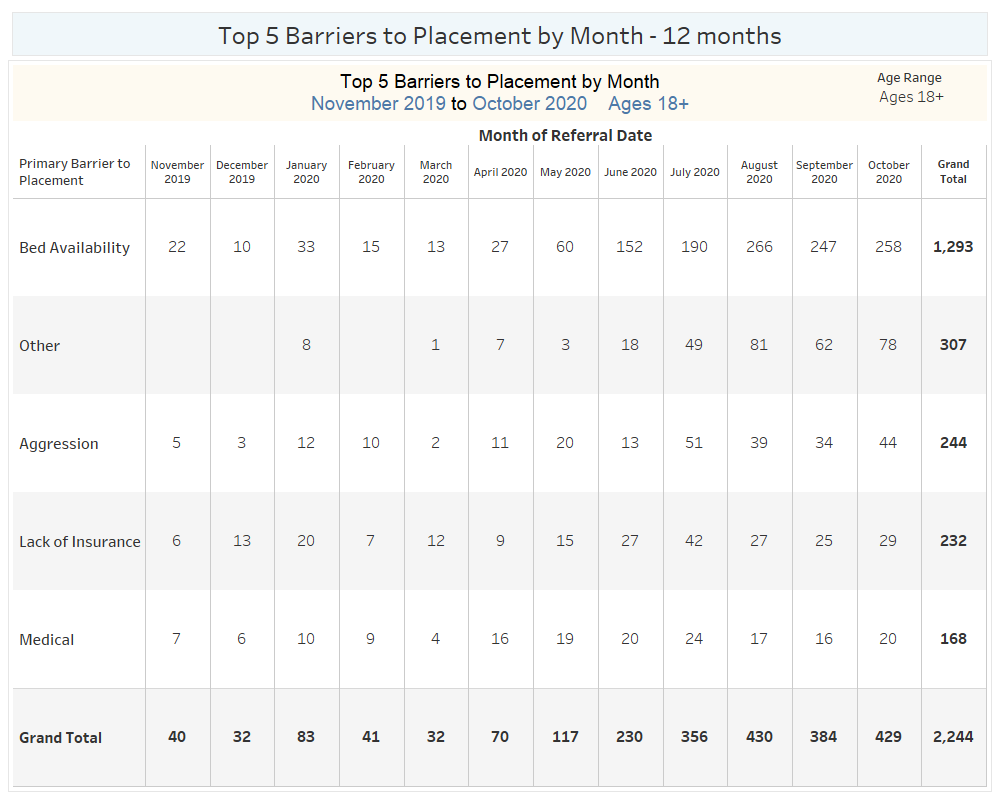 Top 5 Barriers to Placement by Month - 12 months
Top 5 Barriers to Placement by Month
November 2019 to October 2020 Ages 18+
Age Range
Ages 18+
Month of Referral Date
Primary Barrier to Placement November 2019 December 2019 January 2020 February 2020 March 2020 April 2020 May 2020 June 2020 July 2020 August 2020 September 2020 October 2020 Grand Total
Bed Availability 22 10 33 15 13 27 60 152 190 266 247 258 1,293
Other 8 1 7 3 18 49 81 62 78 307
Aggression 5 3 12 10 2 11 20 13 51 39 34 44 244
Lack of Insurance 6 13 20 7 12 9 15 27 42 27 25 29 232
Medical 7 6 10 9 4 16 19 20 24 17 16 20 168
Grand Total 40 32 83 41 32 70 117 230 356 430 384 429 2,244